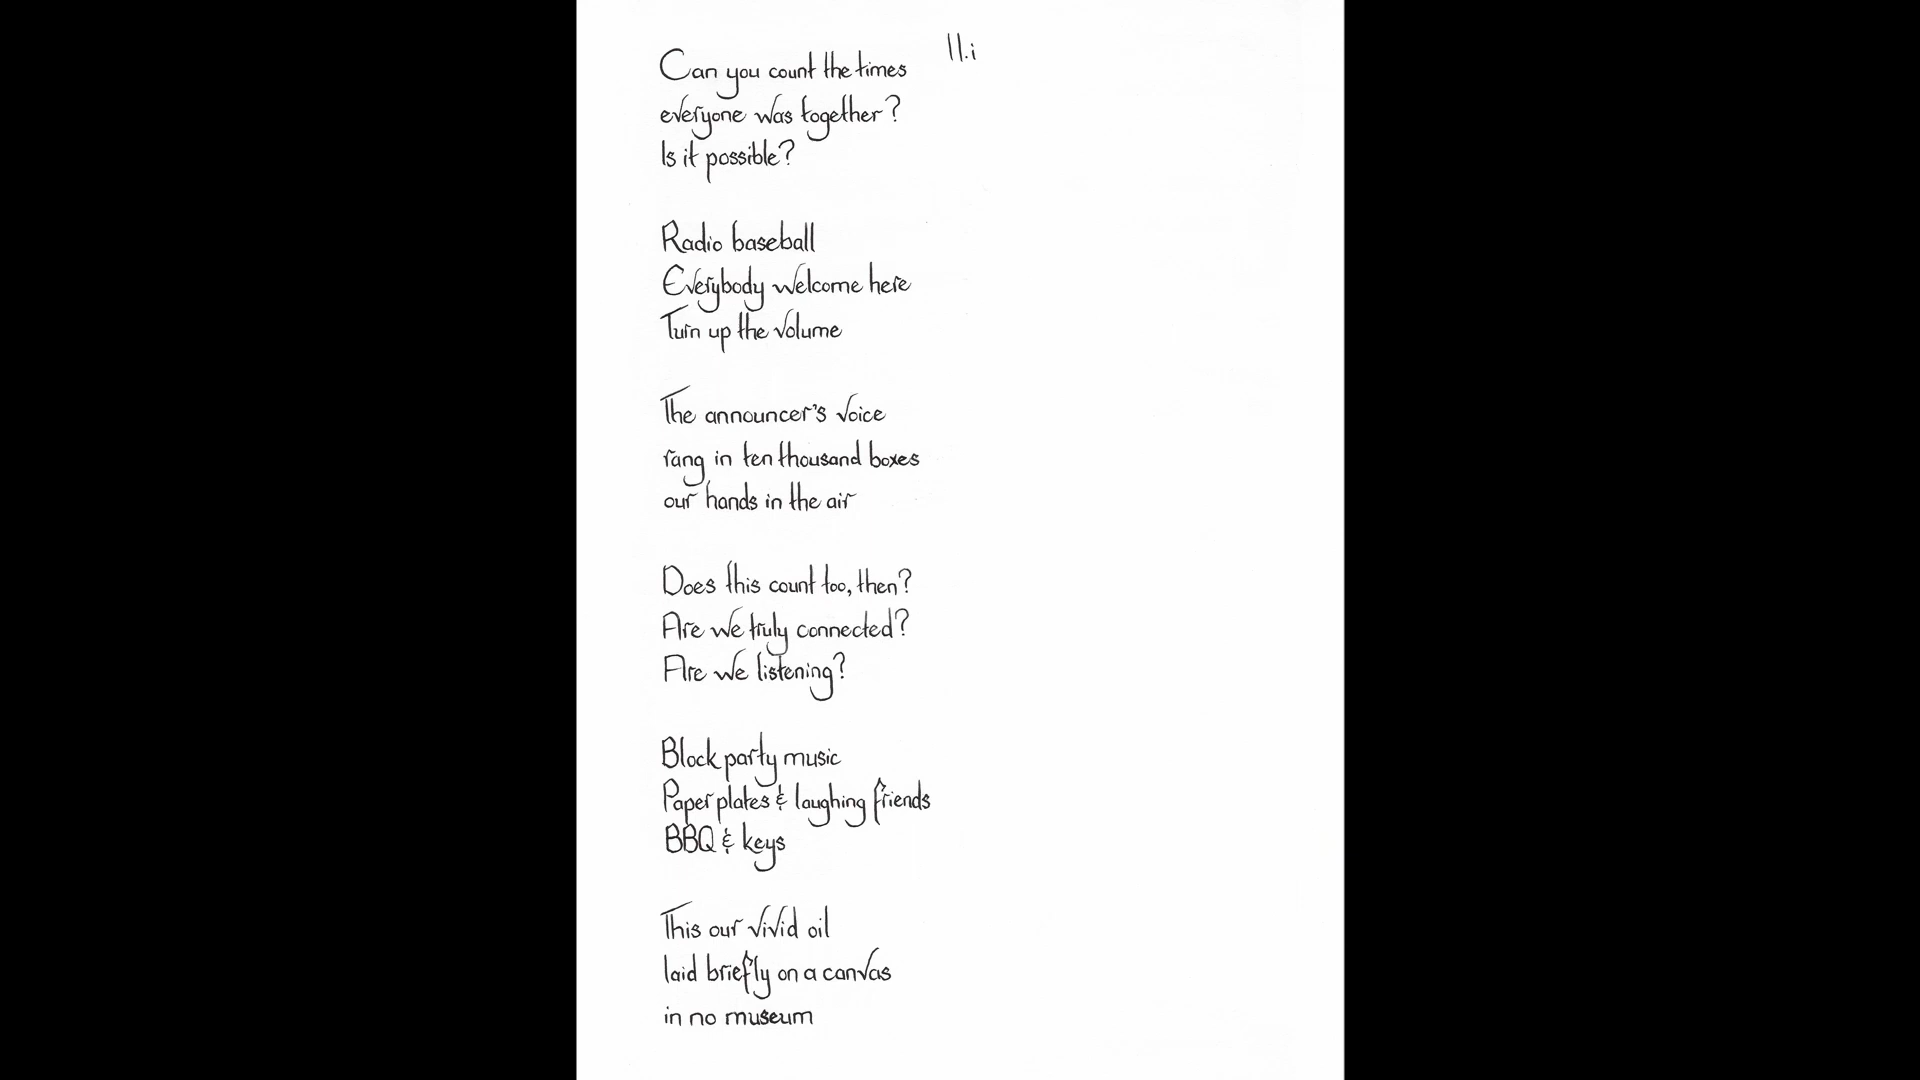 11.i
Can you count the times
everyone was together?
Is it possible?
Radio baseball
Everybody welcome here
Turn up the volume
The announcer's voice
rang in ten thousand boxes
our hands in the air
Does this count too, then?
Are we truly connected?
Are we listening?
Block party music
Paper plates & laughing friends
BBQ & keys
This our vivid oil
laid briefly on a canvas
in no museum